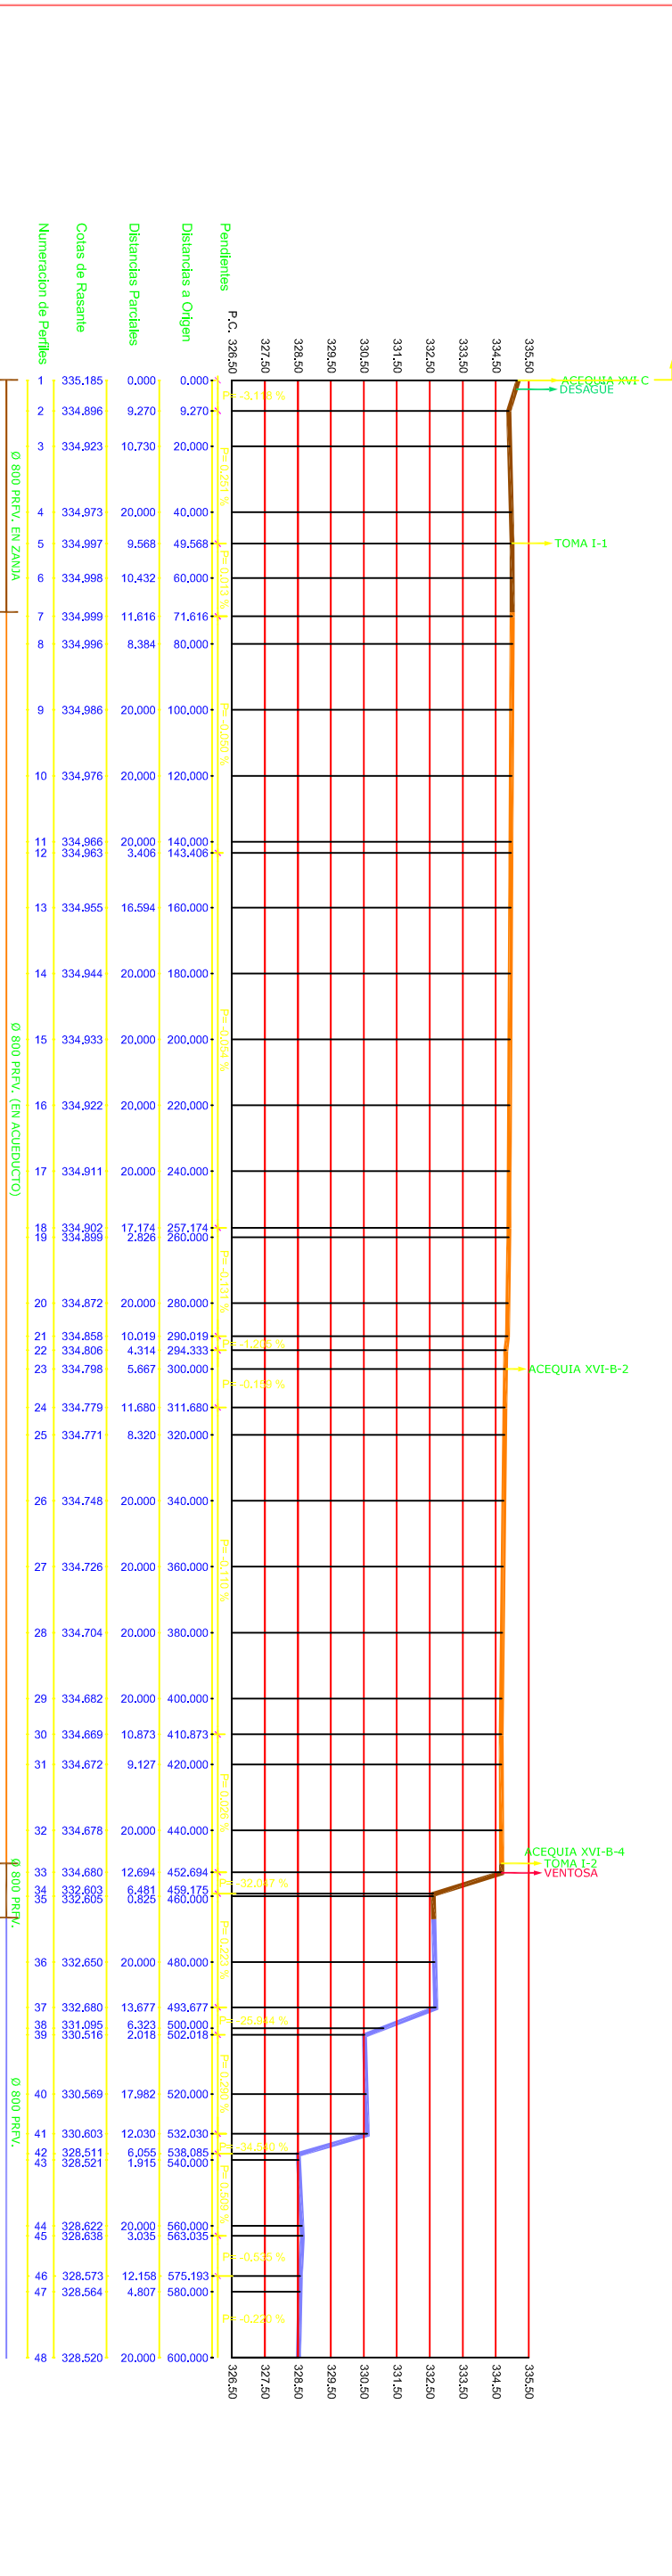 Pendientes
Distancias a Origen
Distancias Parciales
Cotas de Rasante
Numeracion de Perfiles
P.C. 326.50
327.50
328.50
329.50
330.50
331.50
332.50
333.50
334.50
335.50
1 335.185 0.000 0.000
2 334.896 9.270 9.270
3 334.923 10.730 20.000
4 334.973 20.000 40.000
5 334.997 9.568 49.568
6 334.998 10.432 60.000
7 334.999 11.616 71.616
8 334.996 8.384 80.000
9 334.986 20.000 100.000
10 334.976 20.000 120.000
11 334.966 20.000 140.000
12 334.963 3.406 143.406
13 334.955 16.594 160.000
14 334.944 20.000 180.000
15 334.933 20.000 200.000
16 334.922 20.000 220.000
17 334.911 20.000 240.000
18 334.902 17.174 257.174
19 334.899 2.826 260.000
20 334.872 20.000 280.000
21 334.858 10.019 290.019
22 334.806 4.314 294.333
23 334.798 5.667 300.000
24 334.779 11.680 311.680
25 334.771 8.320 320.000
26 334.748 20.000 340.000
27 334.726 20.000 360.000
28 334.704 20.000 380.000
29 334.682 20.000 400.000
30 334.669 10.873 410.873
31 334.672 9.127 420.000
32 334.678 20.000 440.000
33 334.680 12.694 452.694
34 332.603 6.481 459.175
35 332.605 0.825 460.000
36 332.650 20.000 480.000
37 332.680 13.677 493.677
38 331.095 6.323 500.000
39 330.516 2.018 502.018
40 330.569 17.982 520.000
41 330.603 12.030 532.030
42 328.511 6.055 538.085
43 328.521 1.915 540.000
44 328.622 20.000 560.000
45 328.638 3.035 563.035
46 328.573 12.158 575.193
47 328.564 4.807 580.000
48 328.520 20.000 600.000
P= -3.118 %
P= 0.251 %
P= 0.013 %
P= -0.050 %
P= -0.054 %
P= -0.131 %
P= -0.110 %
P= -0.220 %
ACEQUIA XVI-C
DESAGUE
TOMA I-1
ACEQUIA XVI-B-2
ACEQUIA XVI-B-4
TOMA I-2
VENTOSA
Ø 800 PRFV. EN ZANJA
Ø 800 PRFV. (EN ACUEDUCTO)
Ø 800 PRFV.
Ø 800 PRFV.
326.50
327.50
328.50
329.50
330.50
331.50
332.50
333.50
334.50
335.50